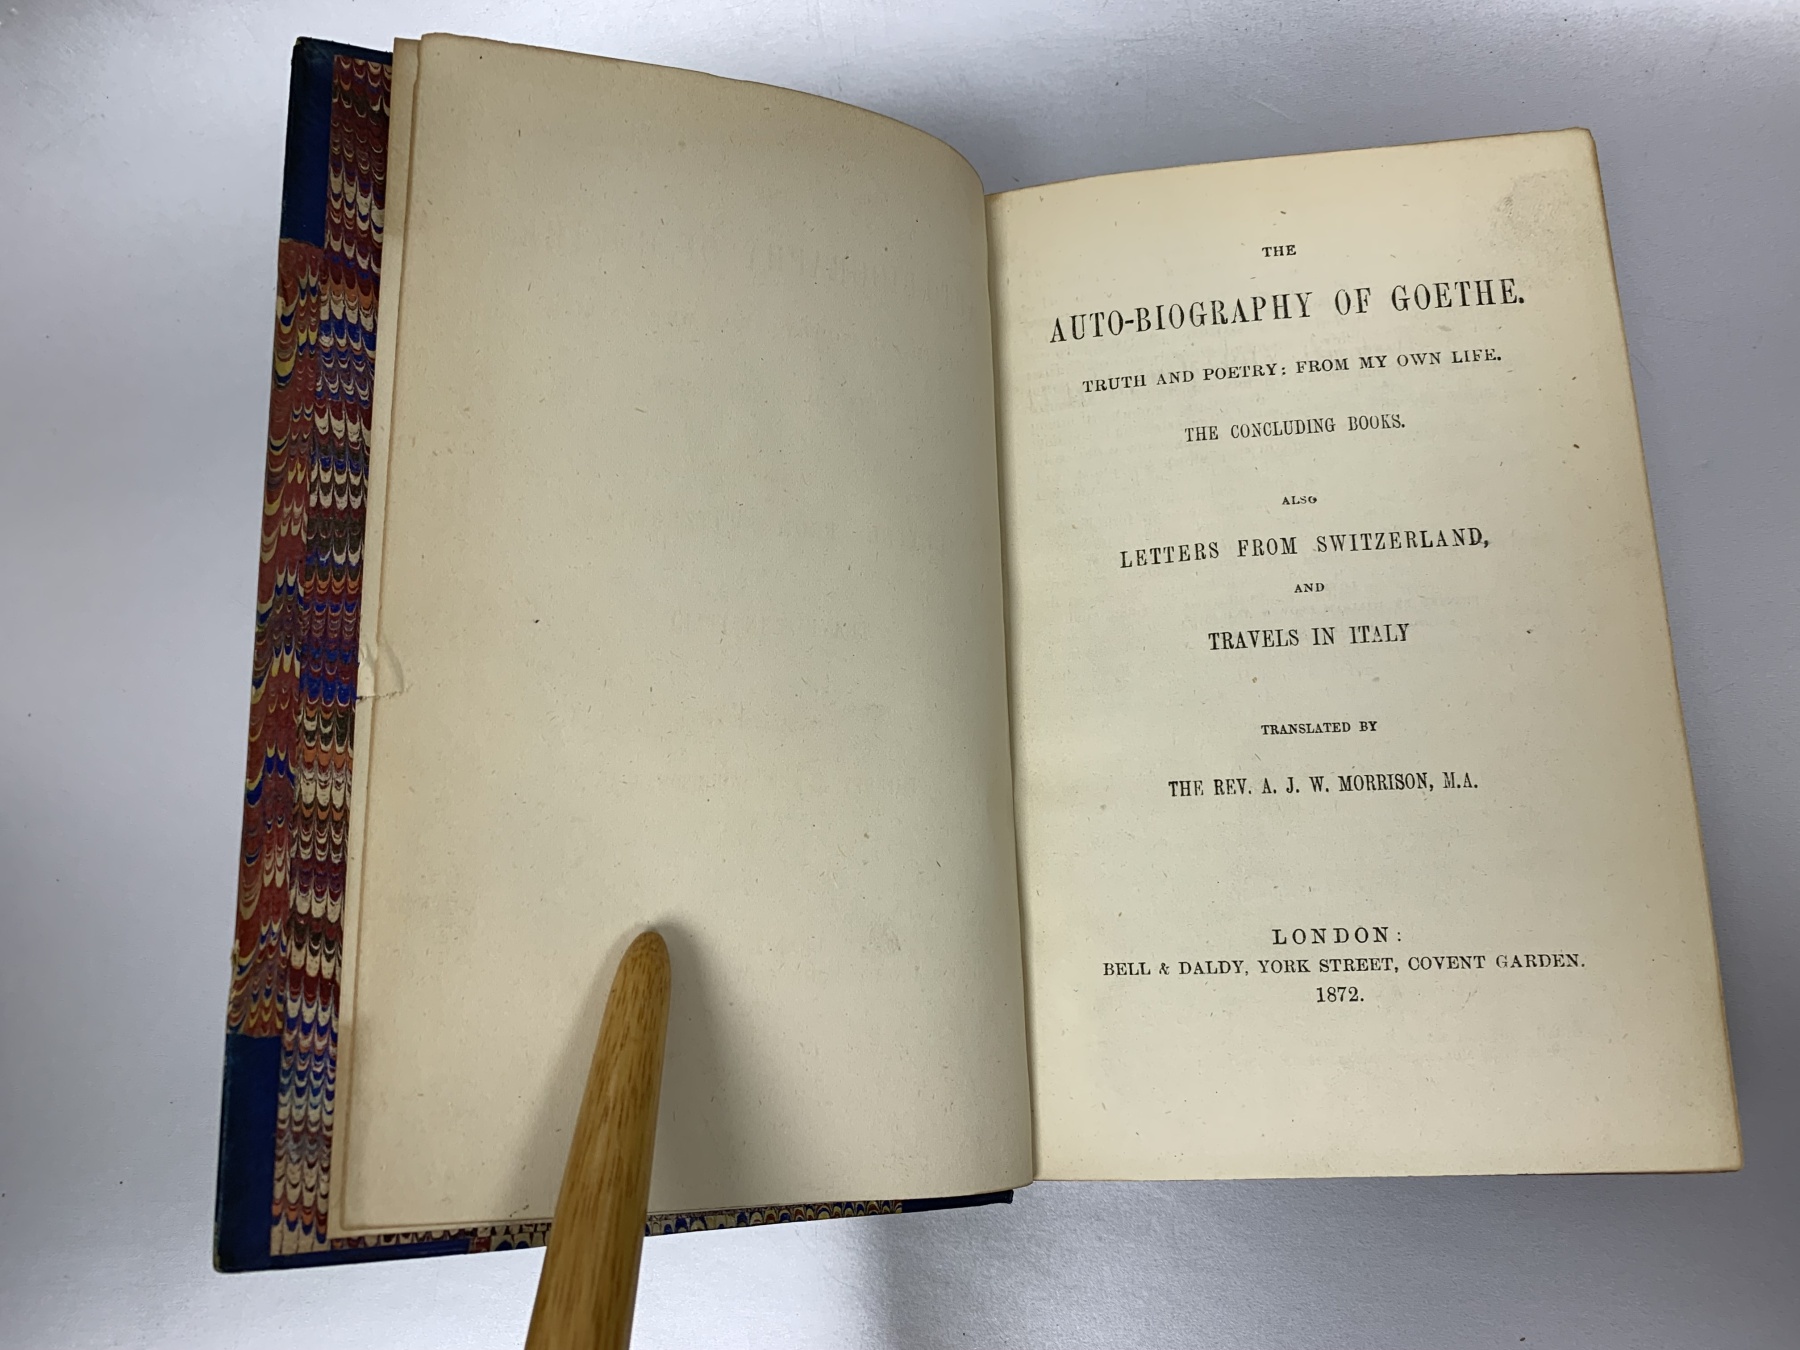 THE
AUTO-BIOGRAPHY OF GOETHE.
TRUTH AND POETRY: FROM MY OWN LIFE.
THE CONCLUDING BOOKS.
ALSO
LETTERS FROM SWITZERLAND,
AND
TRAVELS IN ITALY
TRANSLATED BY
THE REV. A. J. W. MORRISON, M.A.
LONDON:
BELL & DALDY, YORK STREET, COVENT GARDEN.
1872.